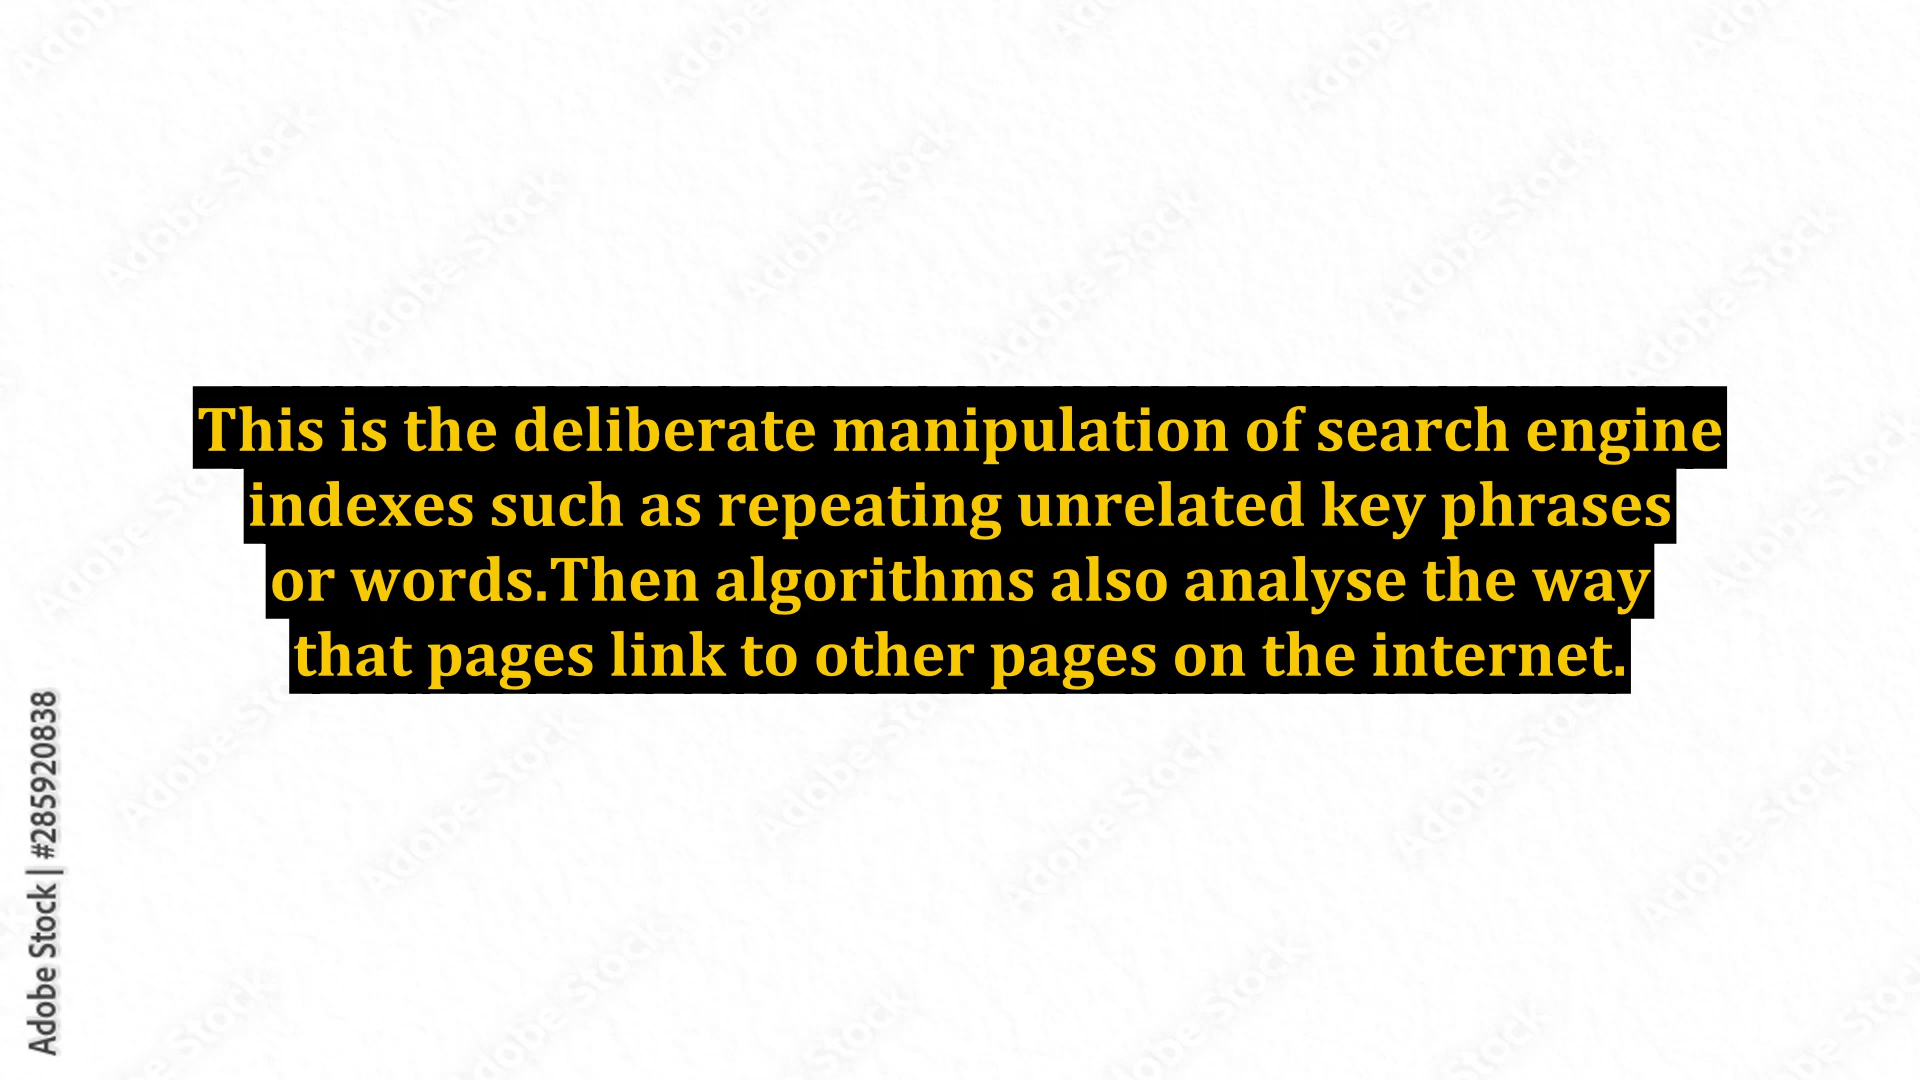 This is the deliberate manipulation of search engine
indexes such as repeating unrelated key phrases
or words.Then algorithms also analyse the way
that pages link to other pages on the internet.
Adobe Stock | #285920838